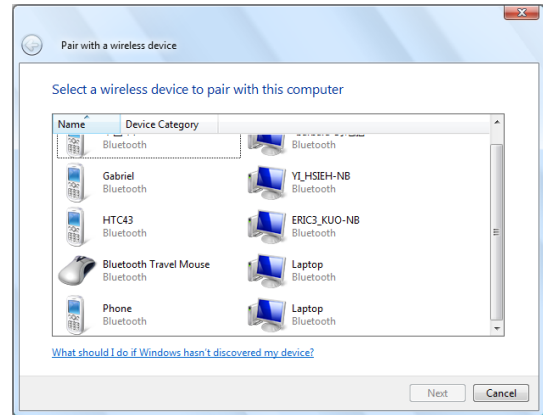 Pair with a wireless device
Select a wireless device to pair with this computer
Name Device Category
Bluetooth Bluetooth
Gabriel YI_HSIEH-NB
Bluetooth Bluetooth
HTC43 ERIC3_KUO-NB
Bluetooth Bluetooth
Bluetooth Travel Mouse Laptop
Bluetooth Bluetooth
Phone Laptop
Bluetooth Bluetooth
What should I do if Windows hasn't discovered my device?
Next Cancel